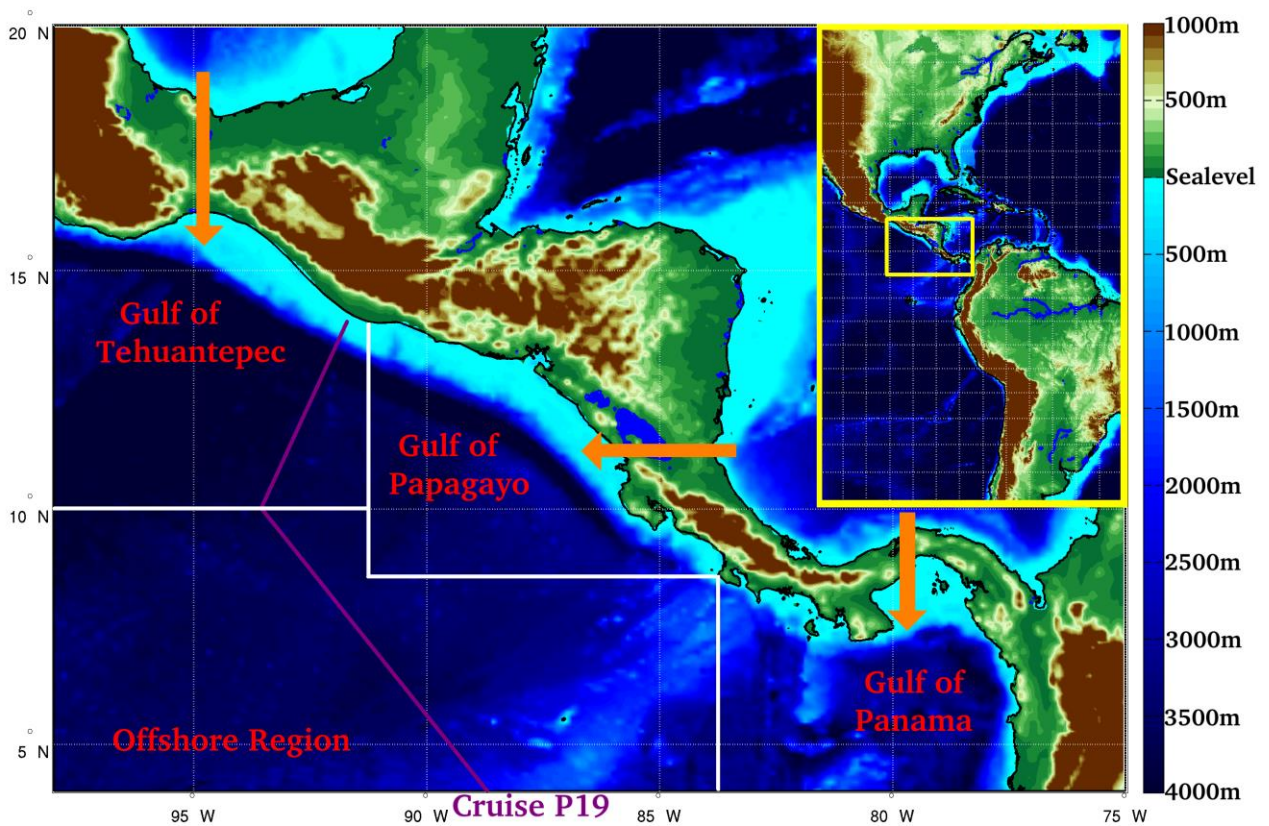 20 N
15
10 N
5 N
95 W
90 W
85 W
80 W
75 W
Gulf of
Tehuantepec
Gulf of
Papagayo
Gulf of
Panama
Offshore Region
Cruise P19
1000m
500m
Sealevel
500m
1000m
1500m
2000m
2500m
3000m
3500m
4000m